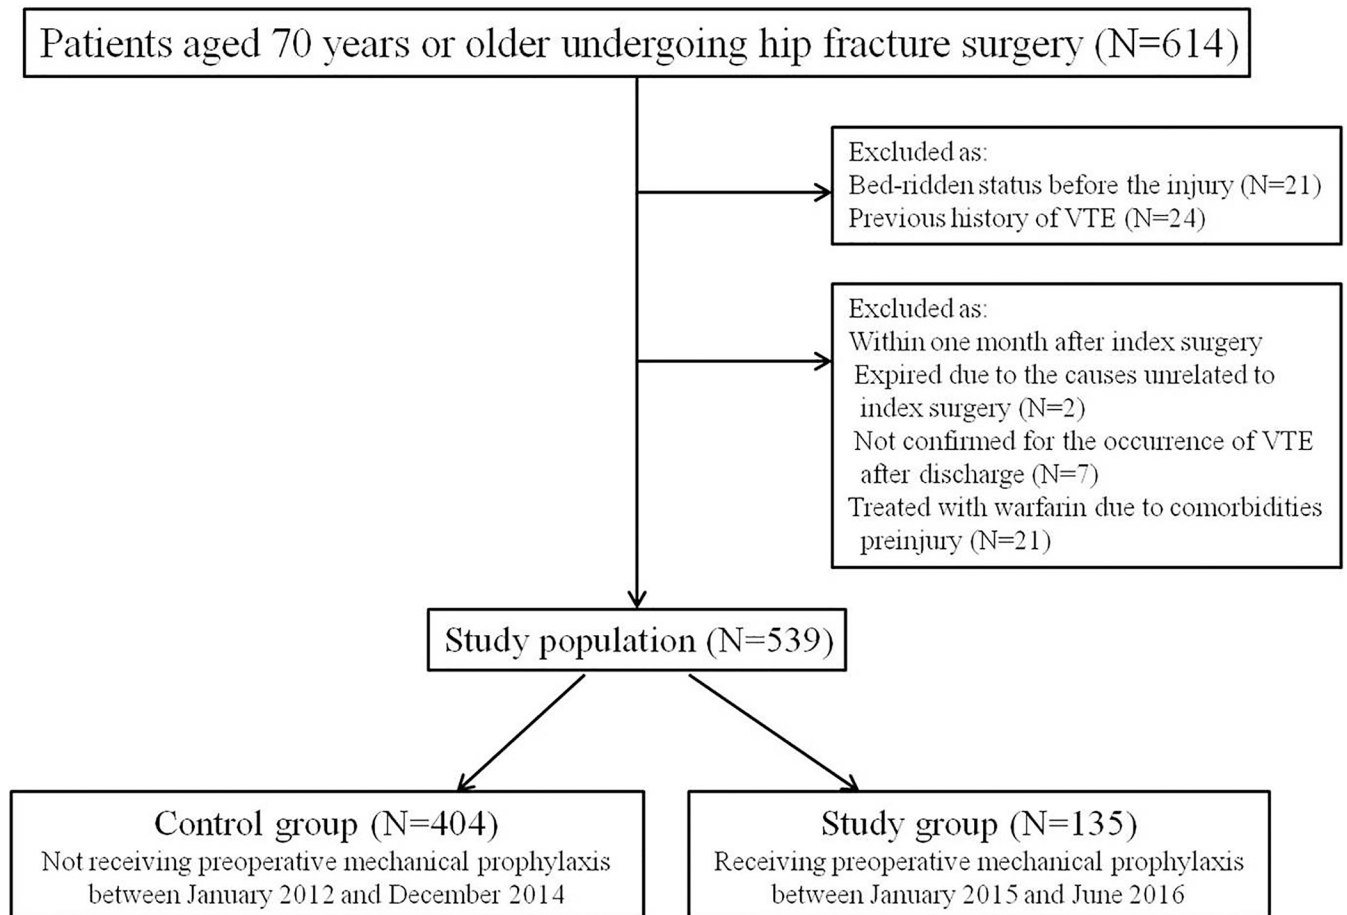 Patients aged 70 years or older undergoing hip fracture surgery (N=614)
Excluded as:
Bed-ridden status before the injury (N=21)
Previous history of VTE (N=24)
Excluded as:
Within one month after index surgery
Expired due to the causes unrelated to
index surgery (N=2)
Not confirmed for the occurrence of VTE
after discharge (N=7)
Treated with warfarin due to comorbidities
preinjury (N=21)
Study population (N=539)
Control group (N=404)
Not receiving preoperative mechanical prophylaxis
between January 2012 and December 2014
Study group (N=135)
Receiving preoperative mechanical prophylaxis
between January 2015 and June 2016